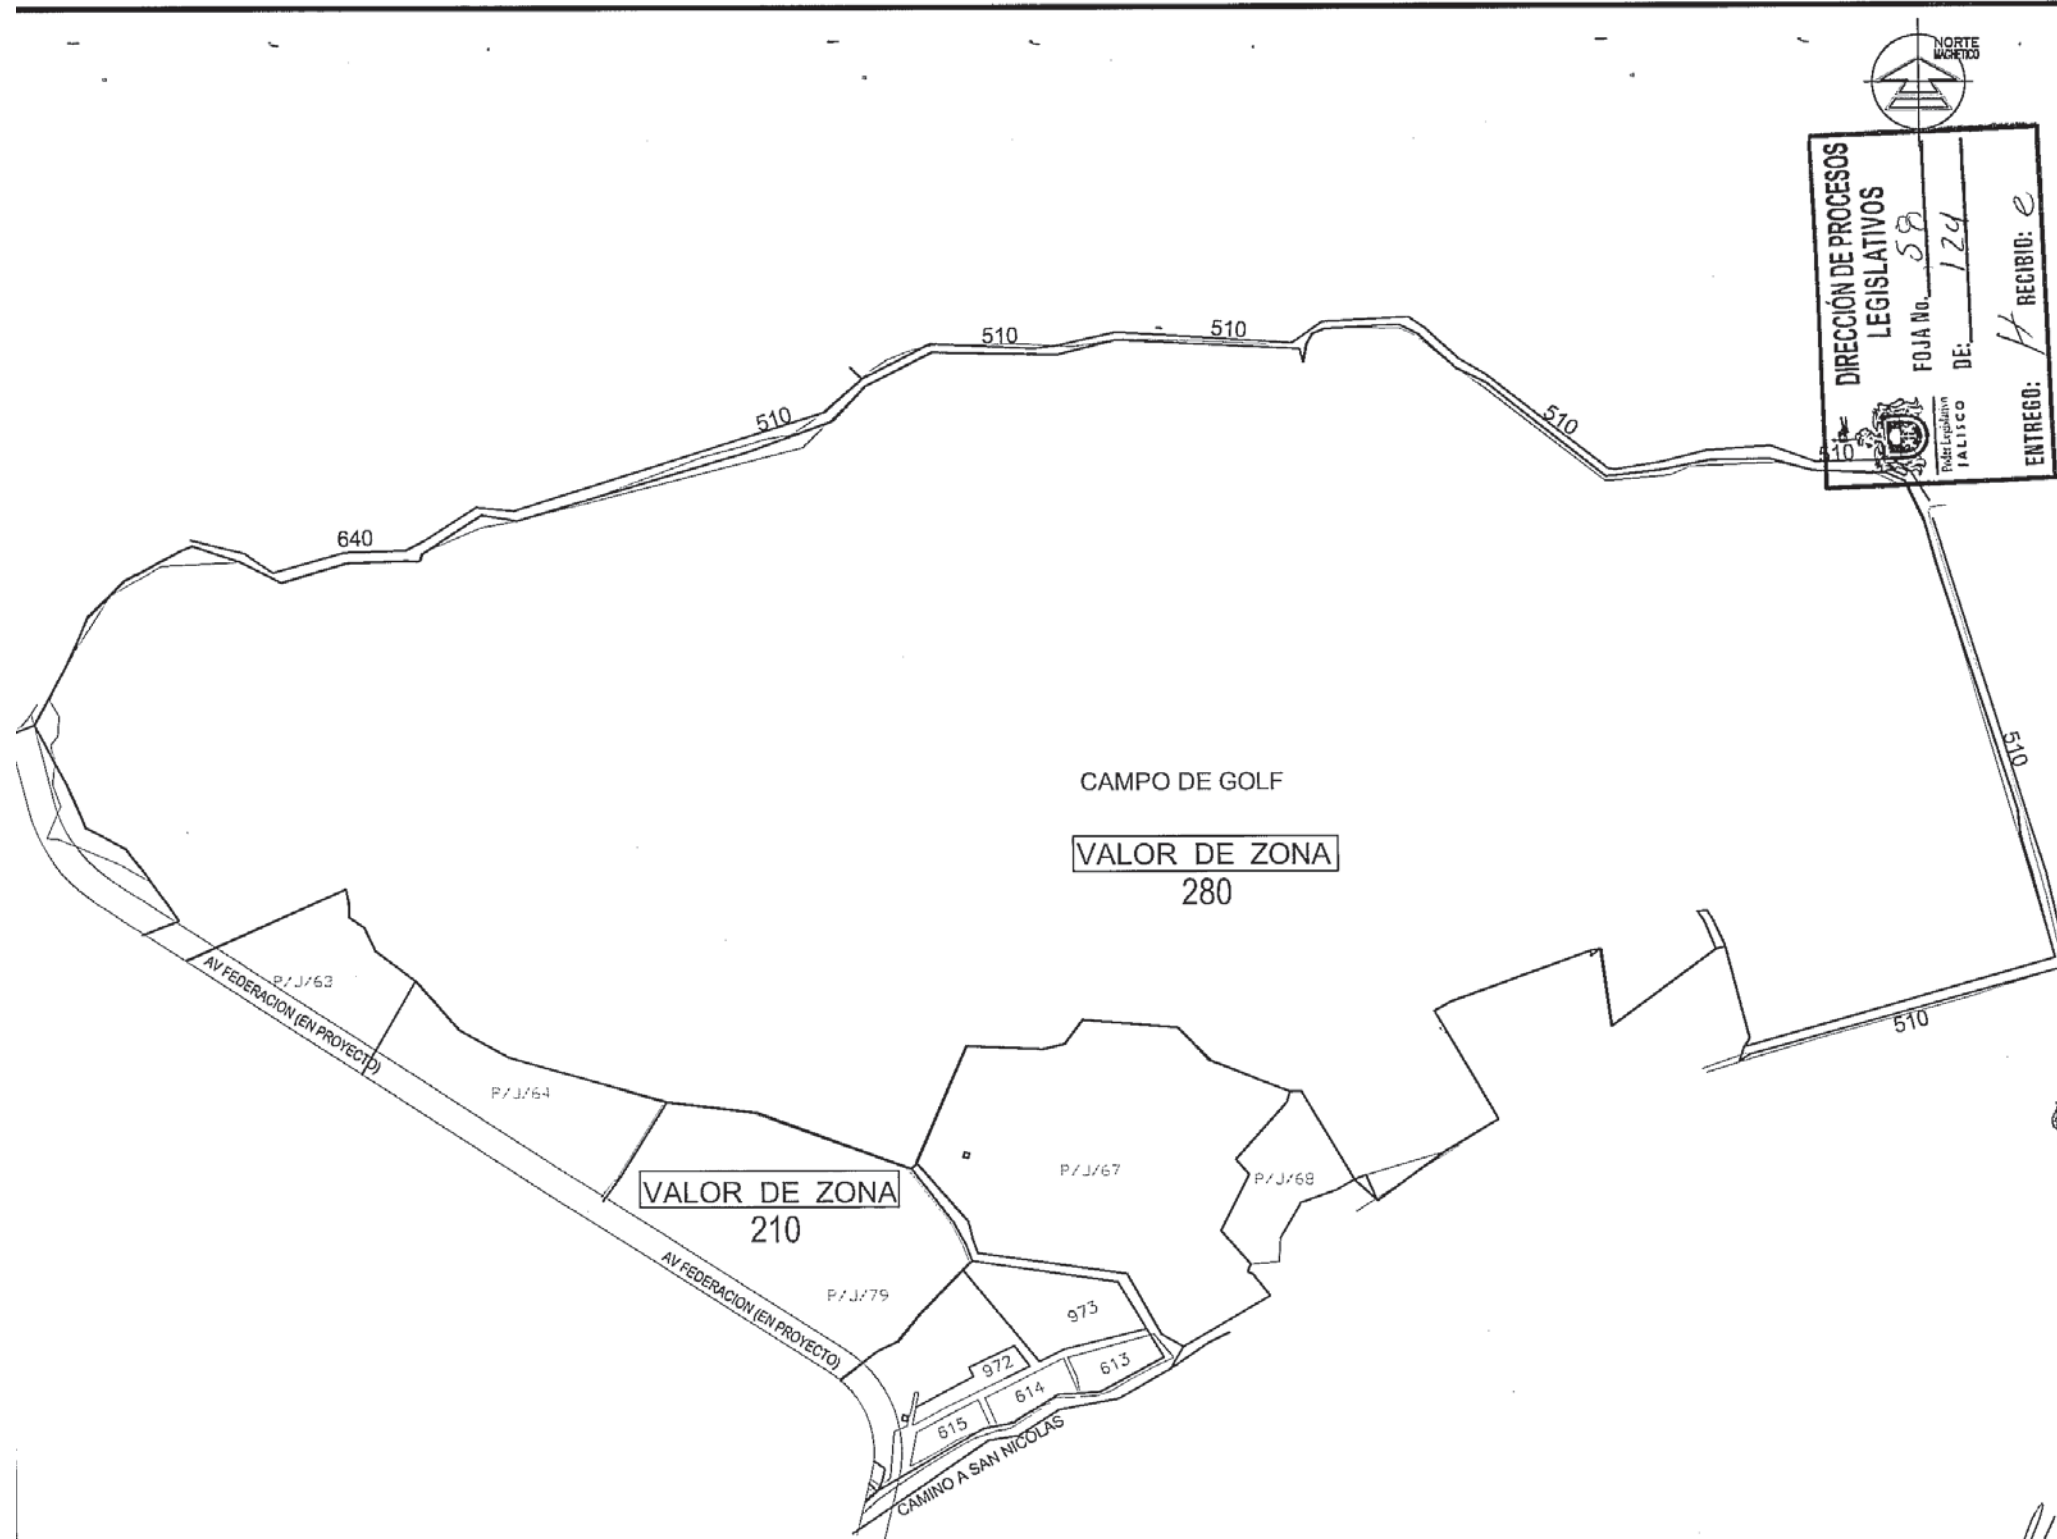 NORTE
MAGNETICO
DIRECCIÓN DE PROCESOS
LEGISLATIVOS
FOJA No. 58
DE: 124
Poder Legislativo
JALISCO
ENTREGO: RECIBIO:
510
510
510
510
510
640
510
CAMPO DE GOLF
VALOR DE ZONA
280
P/J/63
AV FEDERACION (EN PROYECTO)
510
P/J/64
P/J/67
P/J/68
VALOR DE ZONA
210
AV FEDERACION (EN PROYECTO)
P/J/79
973
972
613
614
615
CAMINO A SAN NICOLAS